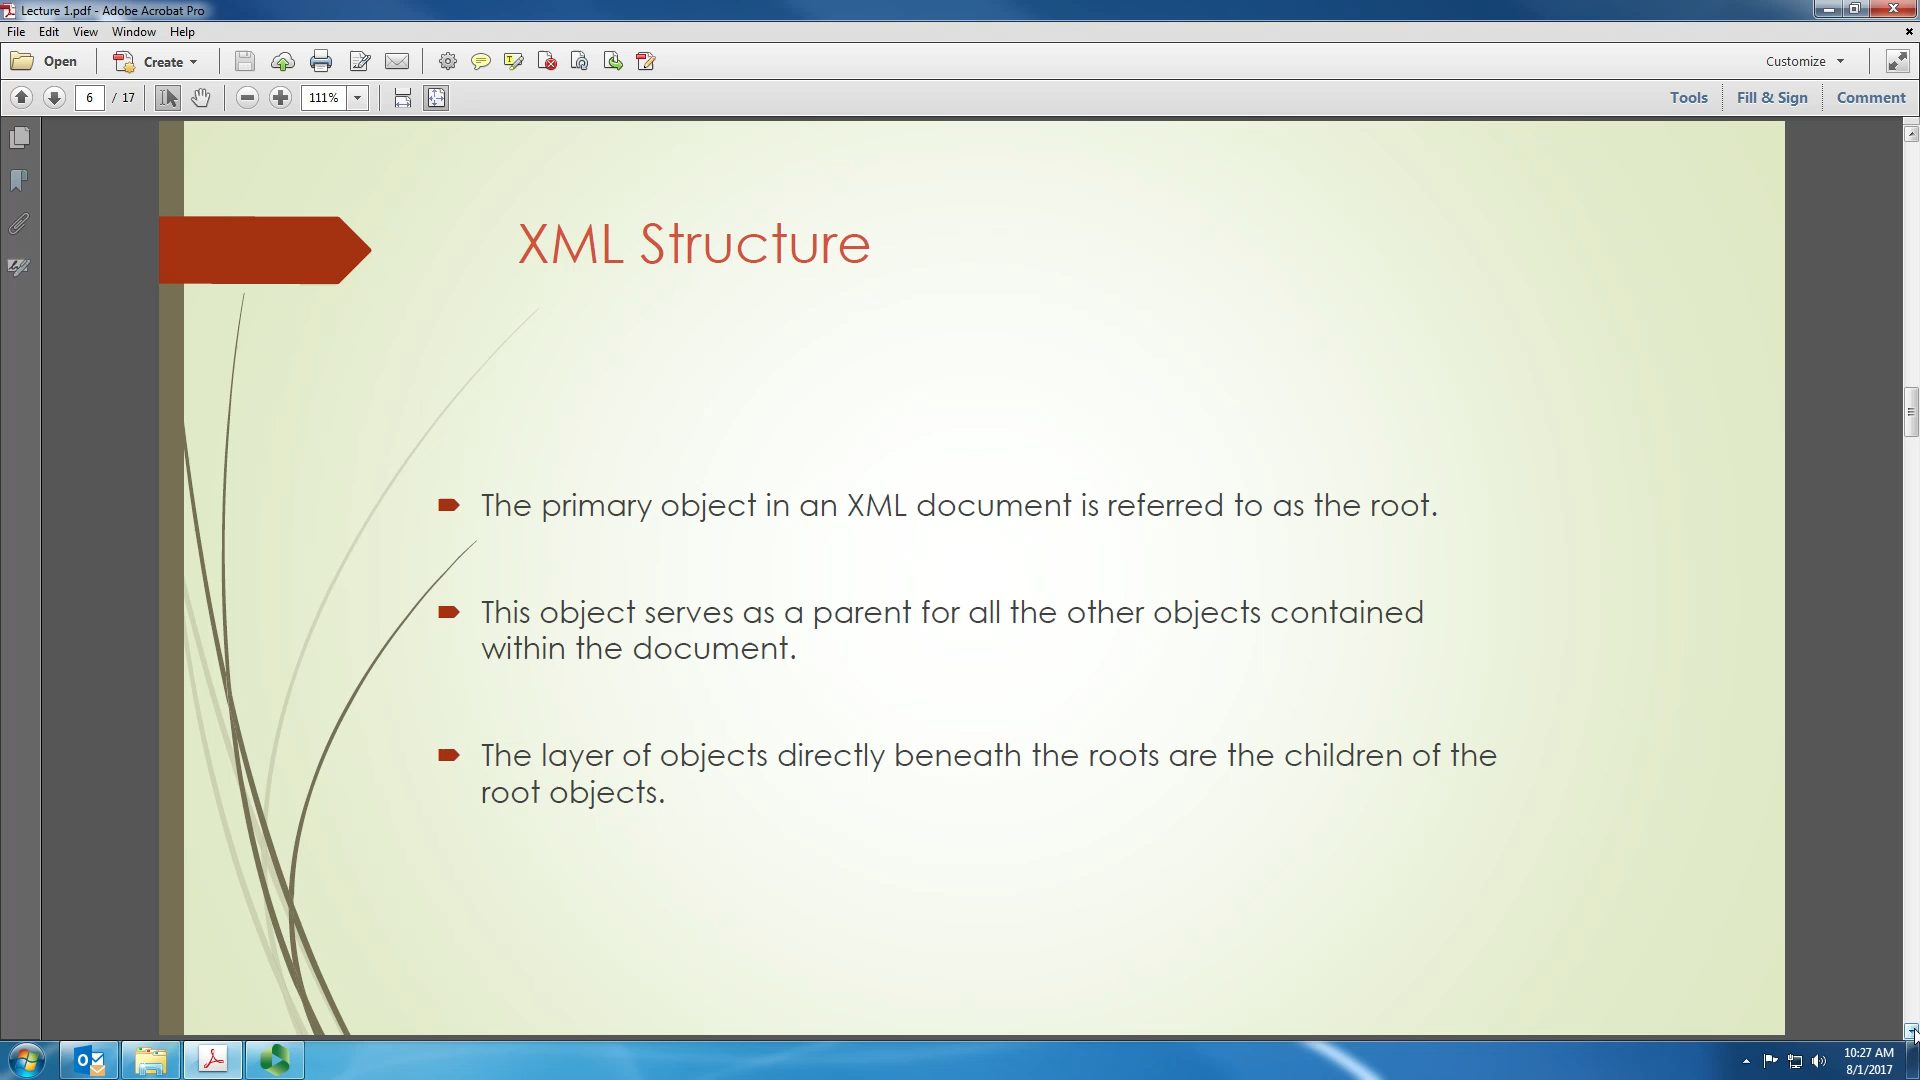 Lecture 1.pdf - Adobe Acrobat Pro
File Edit View Window Help
Open Create Customize
6 / 17 111% Tools Fill & Sign Comment
XML Structure
The primary object in an XML document is referred to as the root.
This object serves as a parent for all the other objects contained
within the document.
The layer of objects directly beneath the roots are the children of the
root objects.
10:27 AM
8/1/2017